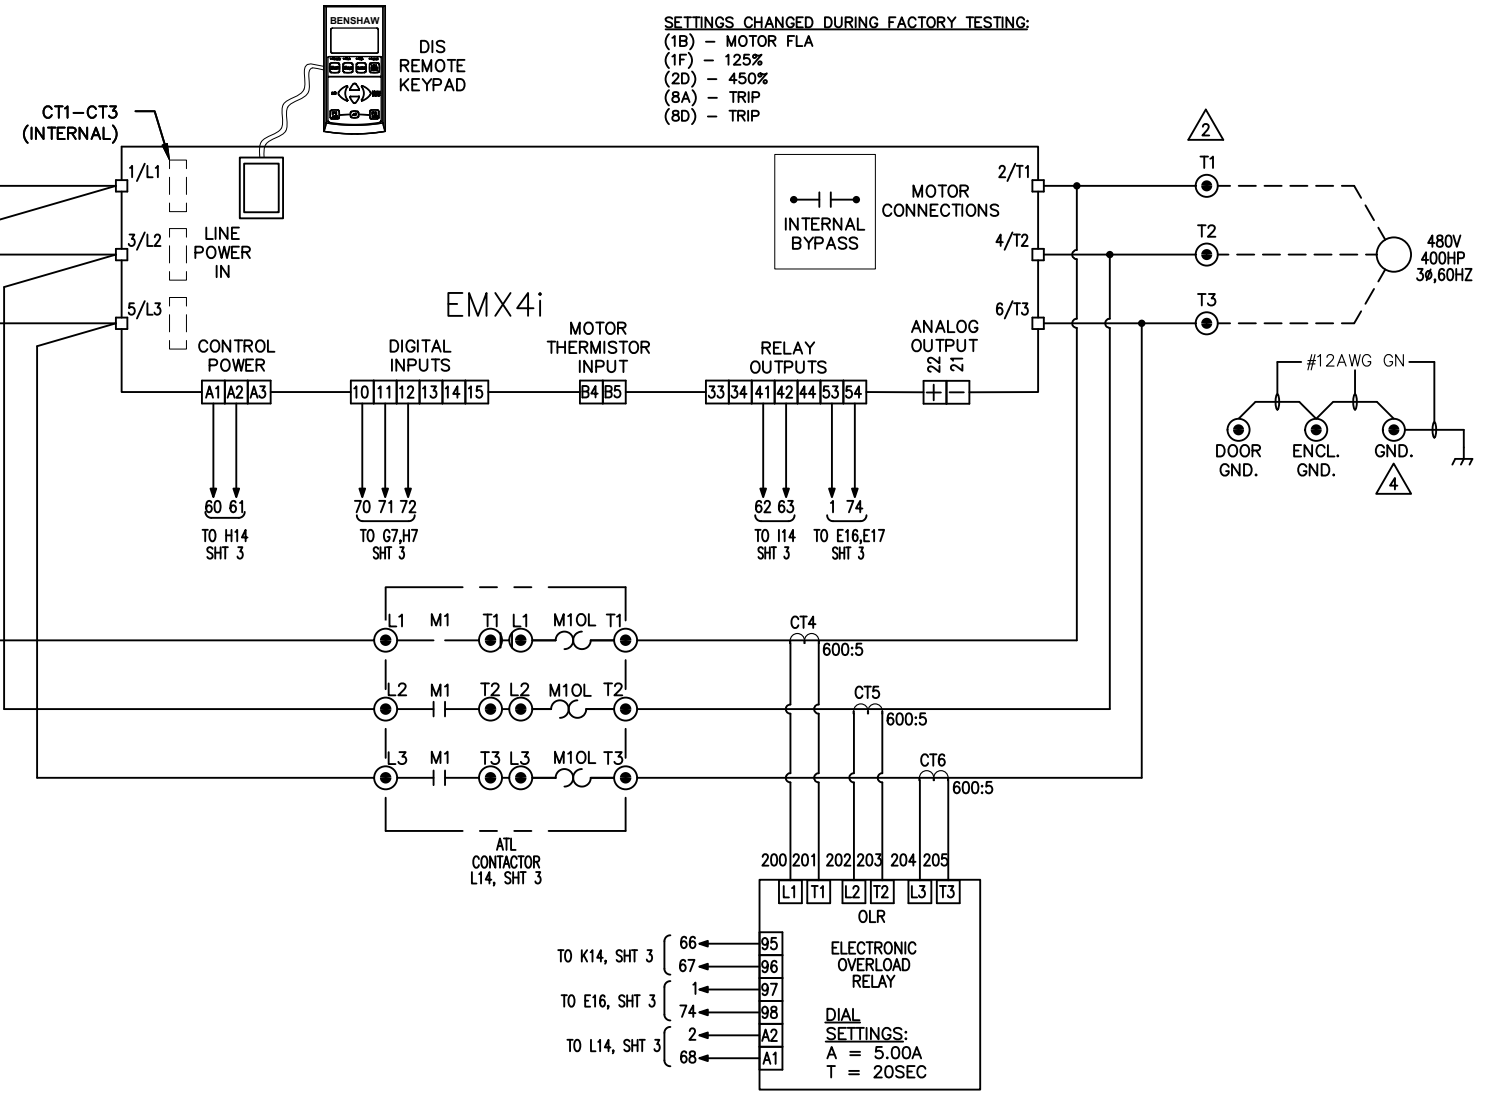 SETTINGS CHANGED DURING FACTORY TESTING:
(1B) – MOTOR FLA
(1F) – 125%
(2D) – 450%
(8A) – TRIP
(8D) – TRIP
BENSHAW
DIS
REMOTE
KEYPAD
CT1–CT3
(INTERNAL)
1/L1
3/L2
5/L3
LINE
POWER
IN
EMX4i
INTERNAL
BYPASS
MOTOR
CONNECTIONS
2/T1
4/T2
6/T3
2
T1
T2
T3
480V
400HP
3ø,60HZ
CONTROL
POWER
A1 A2 A3
DIGITAL
INPUTS
10 11 12 13 14 15
MOTOR
THERMISTOR
INPUT
B4 B5
RELAY
OUTPUTS
33 34 41 42 44 53 54
ANALOG
OUTPUT
22 21
+ –
#12AWG GN
DOOR
GND.
ENCL.
GND.
GND.
4
60 61
TO H14
SHT 3
70 71 72
TO G7,H7
SHT 3
62 63
TO I14
SHT 3
1 74
TO E16,E17
SHT 3
L1 M1 T1 L1 M1OL T1
L2 M1 T2 L2 M1OL T2
L3 M1 T3 L3 M1OL T3
ATL
CONTACTOR
L14, SHT 3
CT4
600:5
CT5
600:5
CT6
600:5
200 201 202 203 204 205
L1 T1 L2 T2 L3 T3
OLR
ELECTRONIC
OVERLOAD
RELAY
DIAL
SETTINGS:
A = 5.00A
T = 20SEC
TO K14, SHT 3
66 95
67 96
TO E16, SHT 3
1 97
74 98
TO L14, SHT 3
2 A2
68 A1